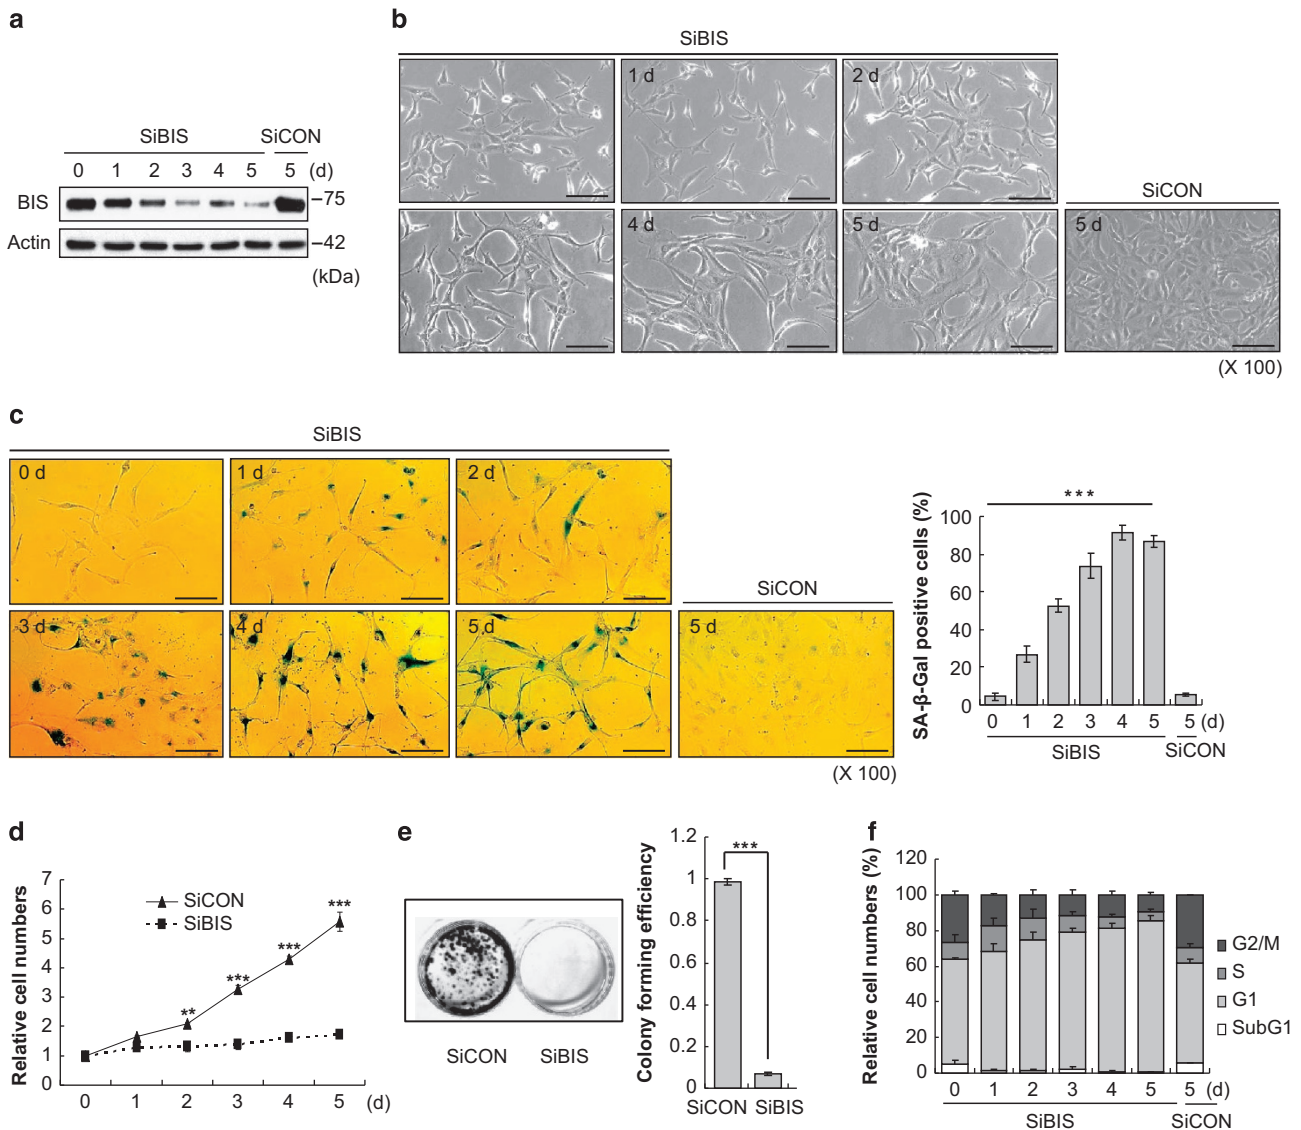 a
SiBIS SiCON
0 1 2 3 4 5 5 (d)
BIS –75
Actin –42
(kDa)
b
SiBIS
1 d 2 d
SiCON
4 d 5 d 5 d
(X 100)
c
SiBIS
0 d 1 d 2 d
SiCON
3 d 4 d 5 d 5 d
(X 100)
SA-β-Gal positive cells (%)
***
100
80
60
40
20
0
0 1 2 3 4 5 5 (d)
SiBIS SiCON
d
Relative cell numbers
7
6
5
4
3
2
1
0
SiCON
SiBIS
**
***
***
***
0 1 2 3 4 5 (d)
e
SiCON SiBIS
Colony forming efficiency
1.2
1
0.8
0.6
0.4
0.2
0
***
SiCON SiBIS
f
Relative cell numbers (%)
120
100
80
60
40
20
0
G2/M
S
G1
SubG1
0 1 2 3 4 5 5 (d)
SiBIS SiCON